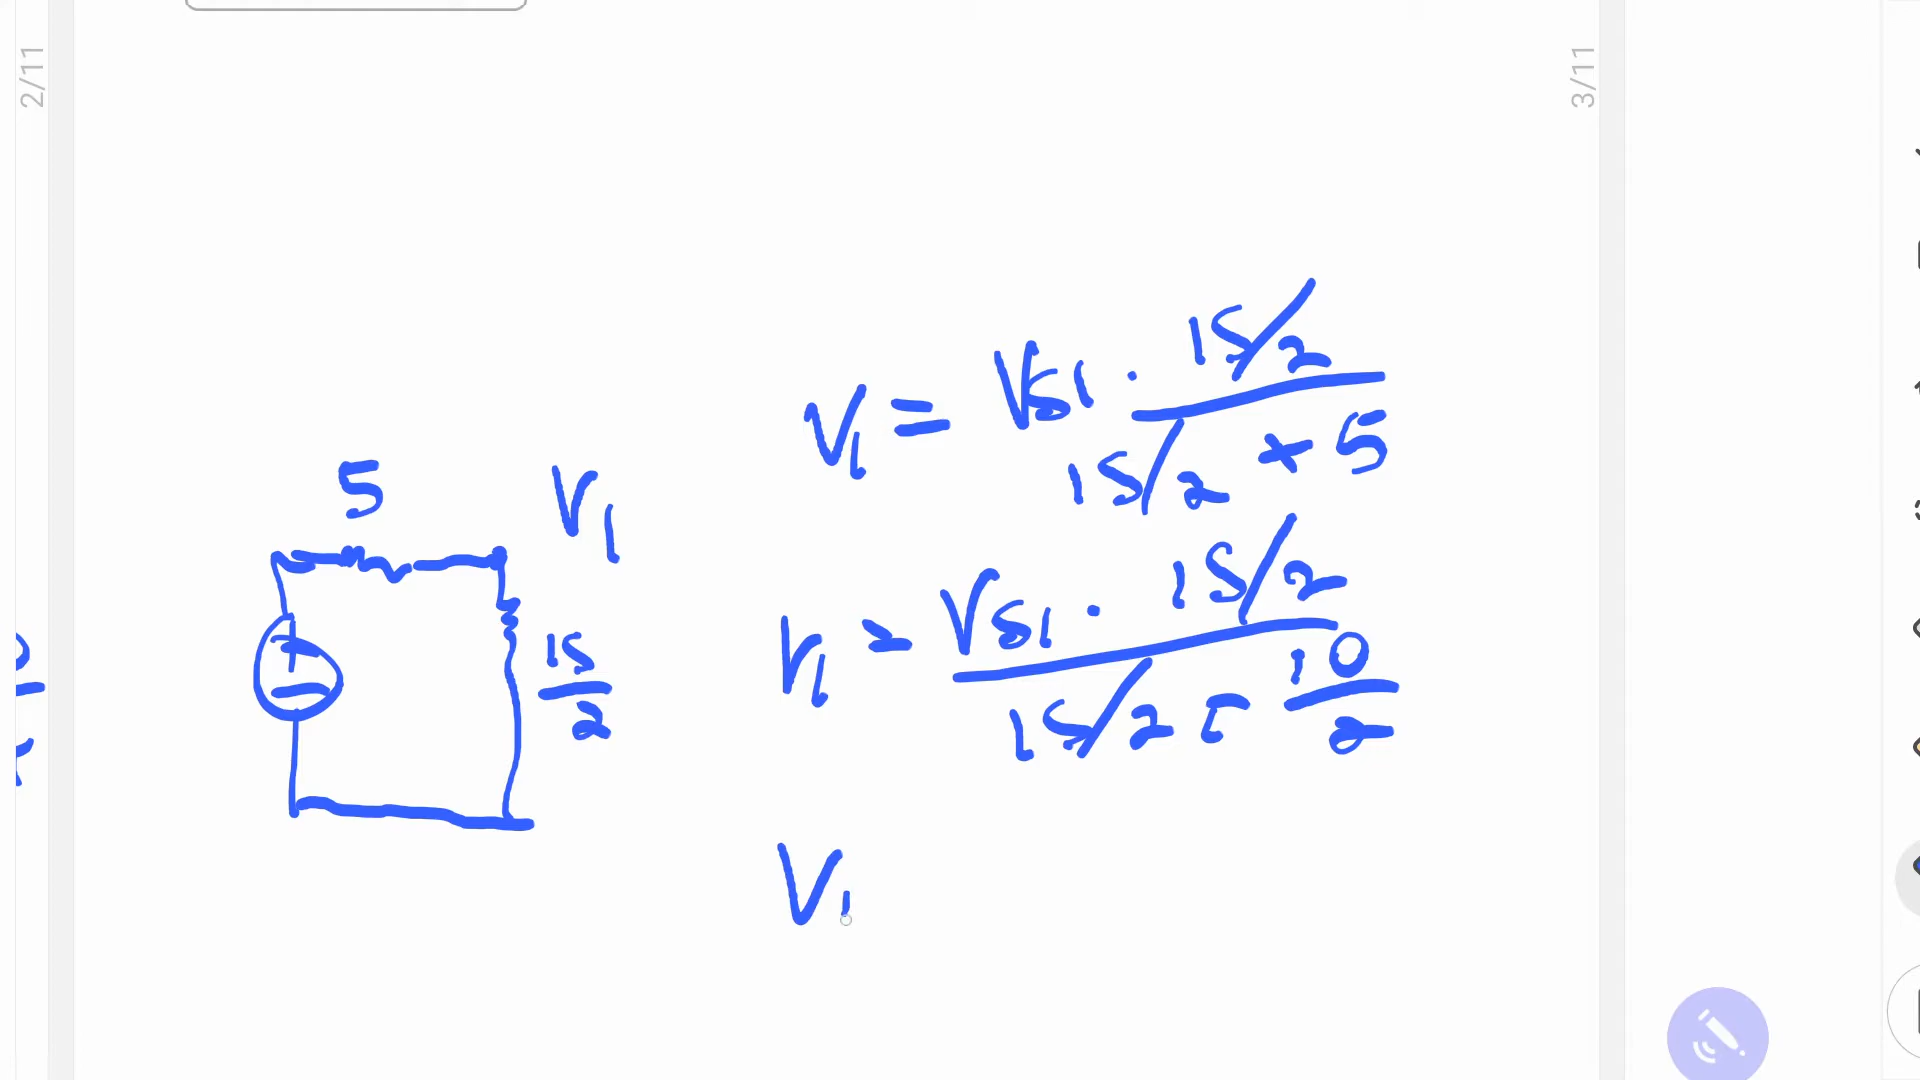 2/11
3/11
V1 = Vs1 · 15/2
15/2 + 5
5
V1
V1 = Vs1 · 15/2
15/2 5 10/2
15/2
V1